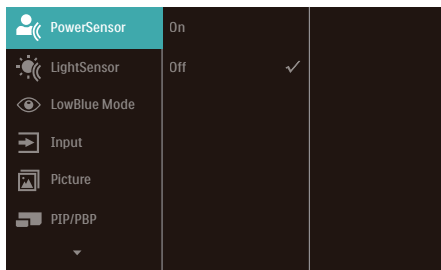 PowerSensor
On
LightSensor
Off
LowBlue Mode
Input
Picture
PIP/PBP